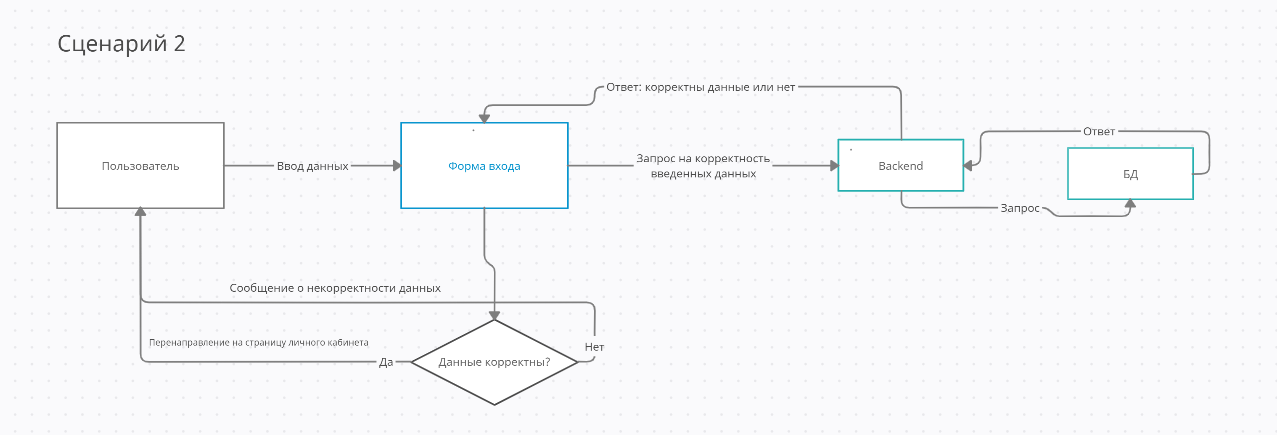 Сценарий 2
Ответ: корректны данные или нет
Ответ
Пользователь
Ввод данных
Форма входа
Запрос на корректность
введенных данных
Backend
БД
Запрос
Сообщение о некорректности данных
Перенаправление на страницу личного кабинета
Нет
Да
Данные корректны?